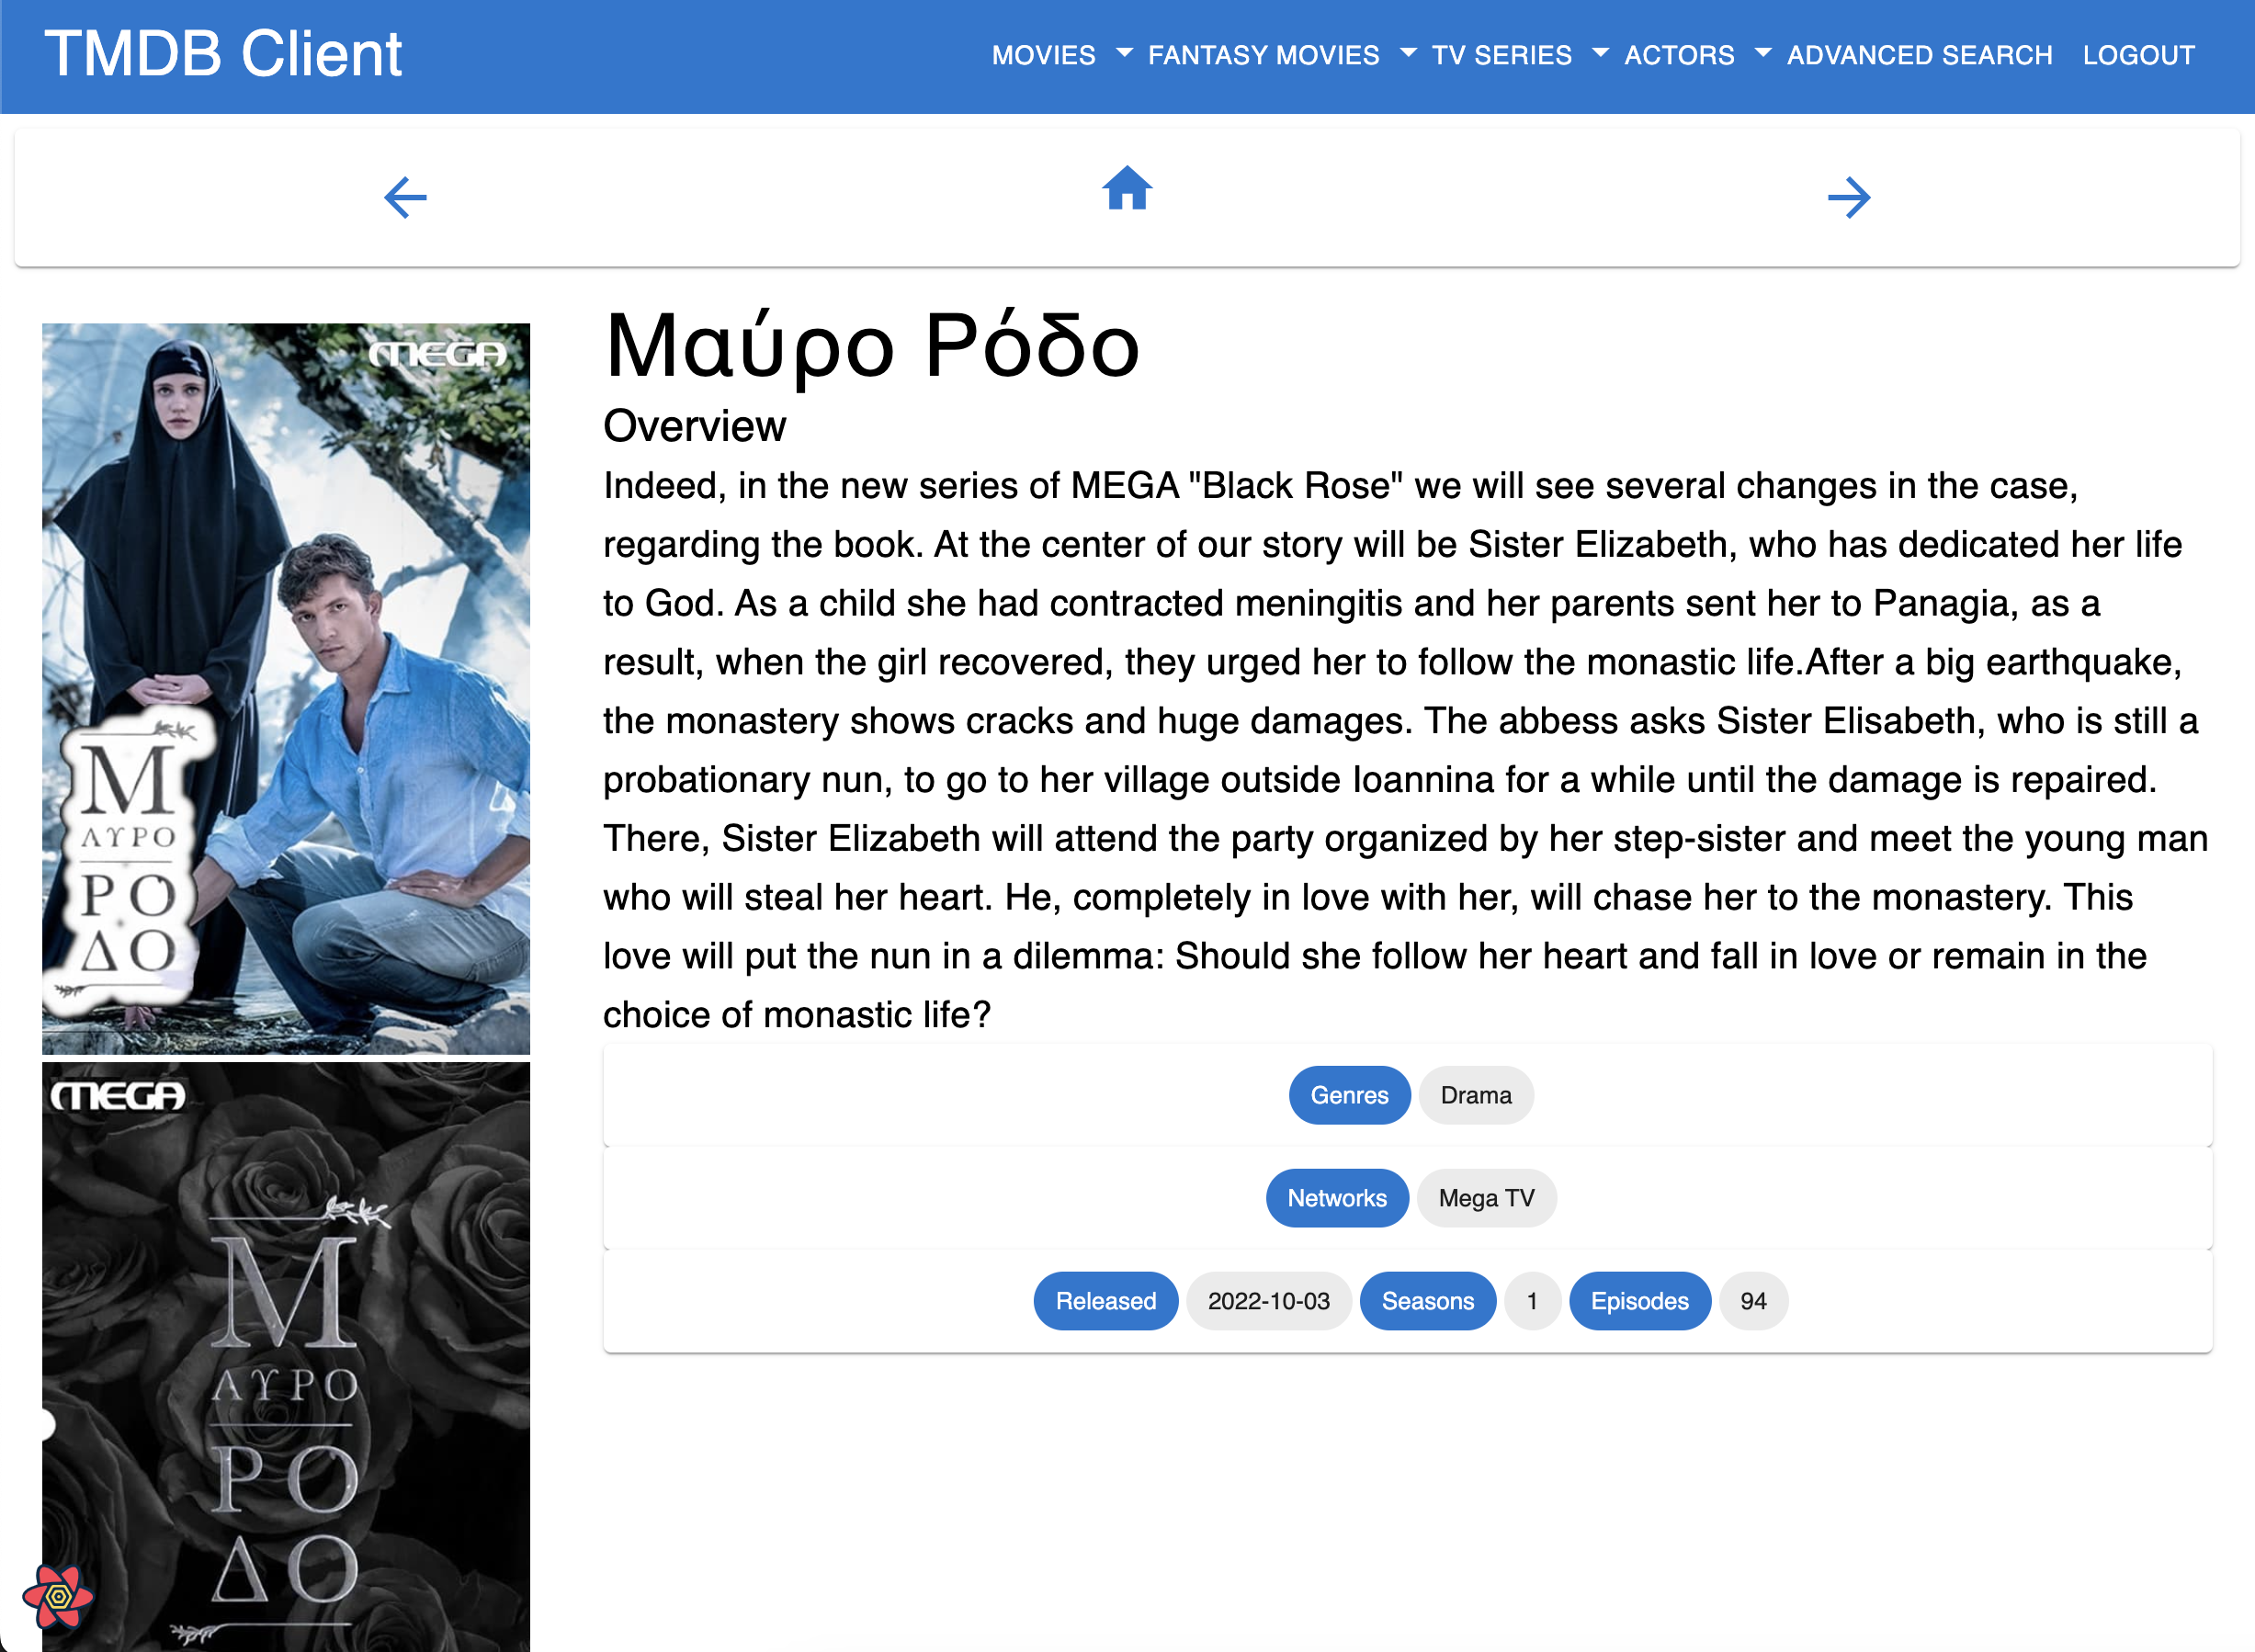 TMDB Client
MOVIES FANTASY MOVIES TV SERIES ACTORS ADVANCED SEARCH LOGOUT
MEGA
Μ
ΑΥΡΟ
ΡΟ
ΔΟ
MEGA
Μ
ΑΥΡΟ
ΡΟ
ΔΟ
Μαύρο Ρόδο
Overview
Indeed, in the new series of MEGA "Black Rose" we will see several changes in the case,
regarding the book. At the center of our story will be Sister Elizabeth, who has dedicated her life
to God. As a child she had contracted meningitis and her parents sent her to Panagia, as a
result, when the girl recovered, they urged her to follow the monastic life.After a big earthquake,
the monastery shows cracks and huge damages. The abbess asks Sister Elisabeth, who is still a
probationary nun, to go to her village outside Ioannina for a while until the damage is repaired.
There, Sister Elizabeth will attend the party organized by her step-sister and meet the young man
who will steal her heart. He, completely in love with her, will chase her to the monastery. This
love will put the nun in a dilemma: Should she follow her heart and fall in love or remain in the
choice of monastic life?
Genres Drama
Networks Mega TV
Released 2022-10-03 Seasons 1 Episodes 94